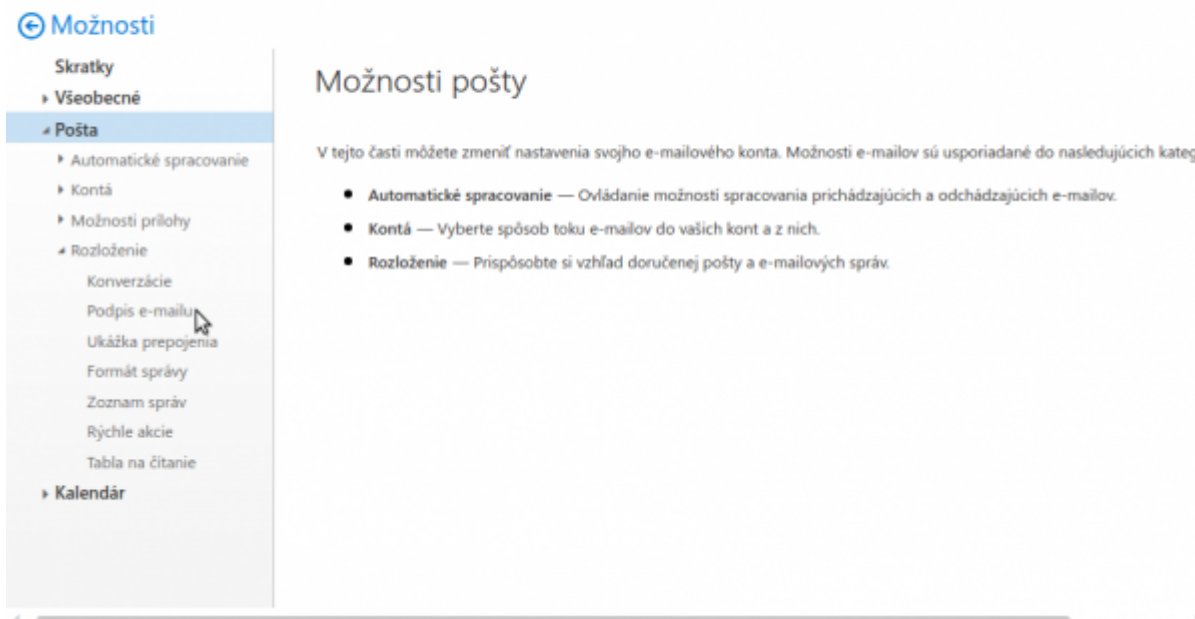 Možnosti
Skratky
Všeobecné
Pošta
Automatické spracovanie
Kontá
Možnosti prílohy
Rozloženie
Konverzácie
Podpis e-mailu
Ukážka prepojenia
Formát správy
Zoznam správ
Rýchle akcie
Tabla na čítanie
Kalendár
Možnosti pošty
V tejto časti môžete zmeniť nastavenia svojho e-mailového konta. Možnosti e-mailov sú usporiadané do nasledujúcich kateg
Automatické spracovanie — Ovládanie možností spracovania prichádzajúcich a odchádzajúcich e-mailov.
Kontá — Vyberte spôsob toku e-mailov do vašich kont a z nich.
Rozloženie — Prispôsobte si vzhľad doručenej pošty a e-mailových správ.